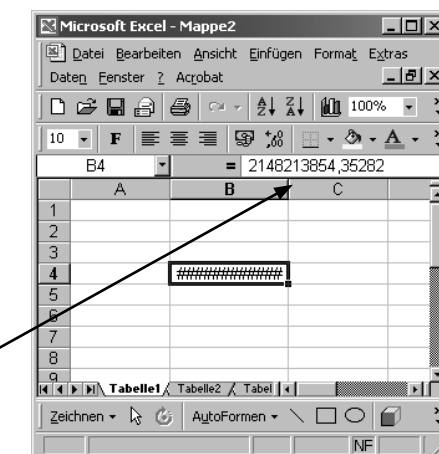 Microsoft Excel - Mappe2
Datei Bearbeiten Ansicht Einfügen Format Extras
Daten Fenster ? Acrobat
100%
10 F
B4 = 2148213854,35282
A B C
1
2
3
4 ############
5
6
7
8
9
Tabelle1 Tabelle2 Tabel
Zeichnen AutoFormen
NF